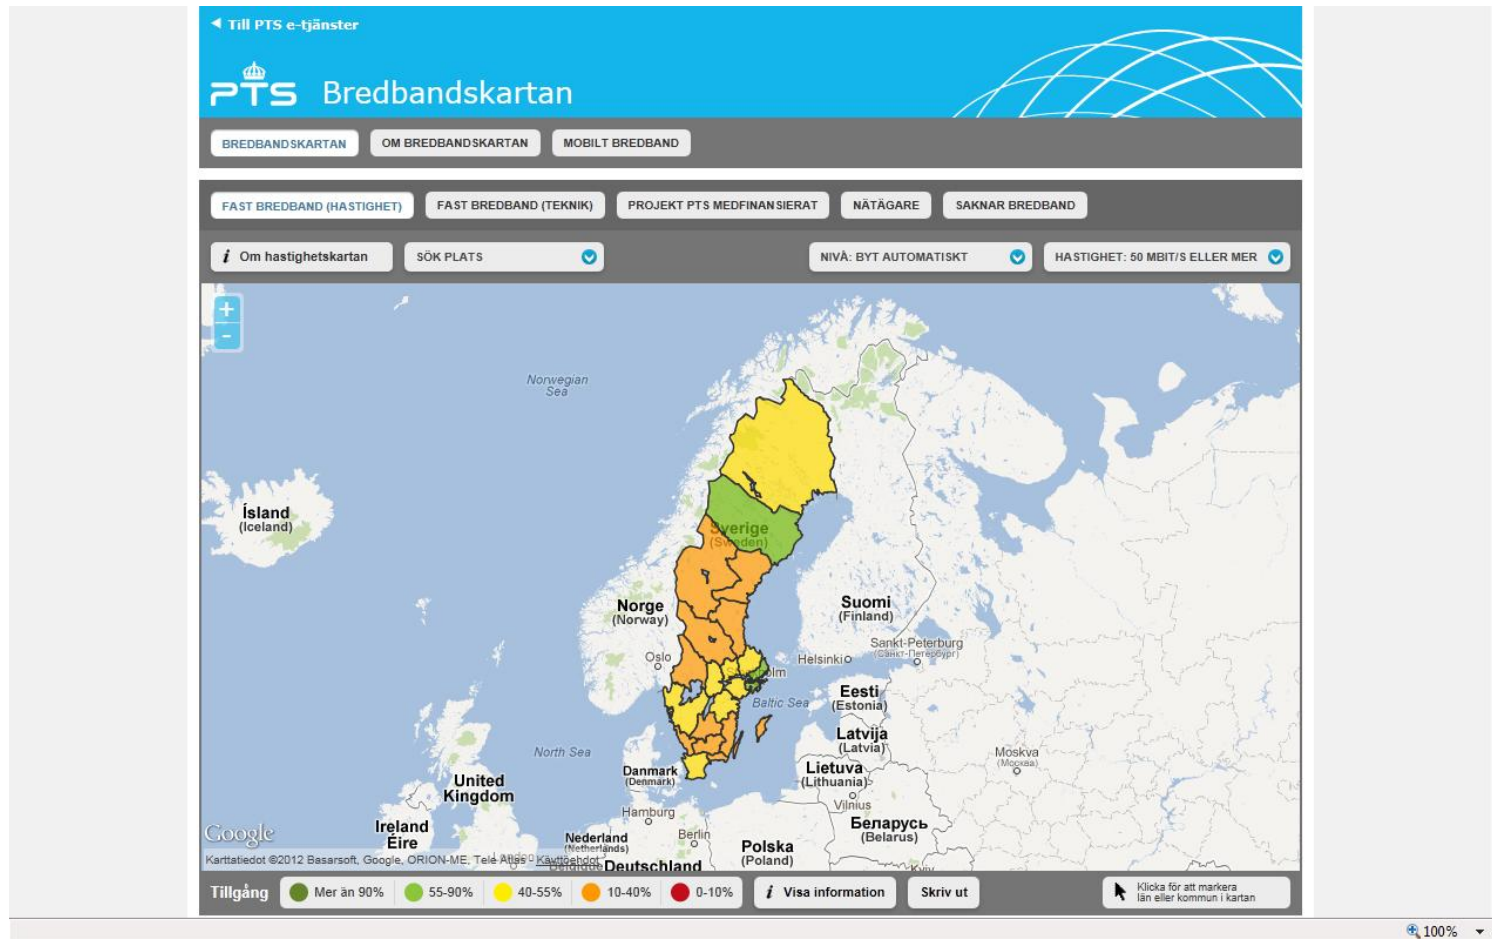 Till PTS e-tjänster
PTS Bredbandskartan
BREDBANDSKARTAN OM BREDBANDSKARTAN MOBILT BREDBAND
FAST BREDBAND (HASTIGHET) FAST BREDBAND (TEKNIK) PROJEKT PTS MEDFINANSIERAT NÄTÄGARE SAKNAR BREDBAND
i Om hastighetskartan SÖK PLATS NIVÅ: BYT AUTOMATISKT HASTIGHET: 50 MBIT/S ELLER MER
+
-
Norwegian
Sea
Ísland
(Iceland)
Sverige
(Sweden)
Norge
(Norway)
Suomi
(Finland)
Sankt-Peterburg
(Санкт-Петербург)
Oslo
Helsinki
Eesti
(Estonia)
Baltic Sea
Latvija
(Latvia)
North Sea
Moskva
(Москва)
Danmark
(Denmark)
Lietuva
(Lithuania)
United
Kingdom
Vilnius
Hamburg
Беларусь
(Belarus)
Ireland
Éire
Berlin
Nederland
(Netherlands)
Polska
(Poland)
Google
Karttatiedot ©2012 Basarsoft, Google, ORION-ME, Tele Atlas - Käyttöehdot
Deutschland
Tillgång Mer än 90% 55-90% 40-55% 10-40% 0-10% i Visa information Skriv ut Klicka för att markera
län eller kommun i kartan
100%